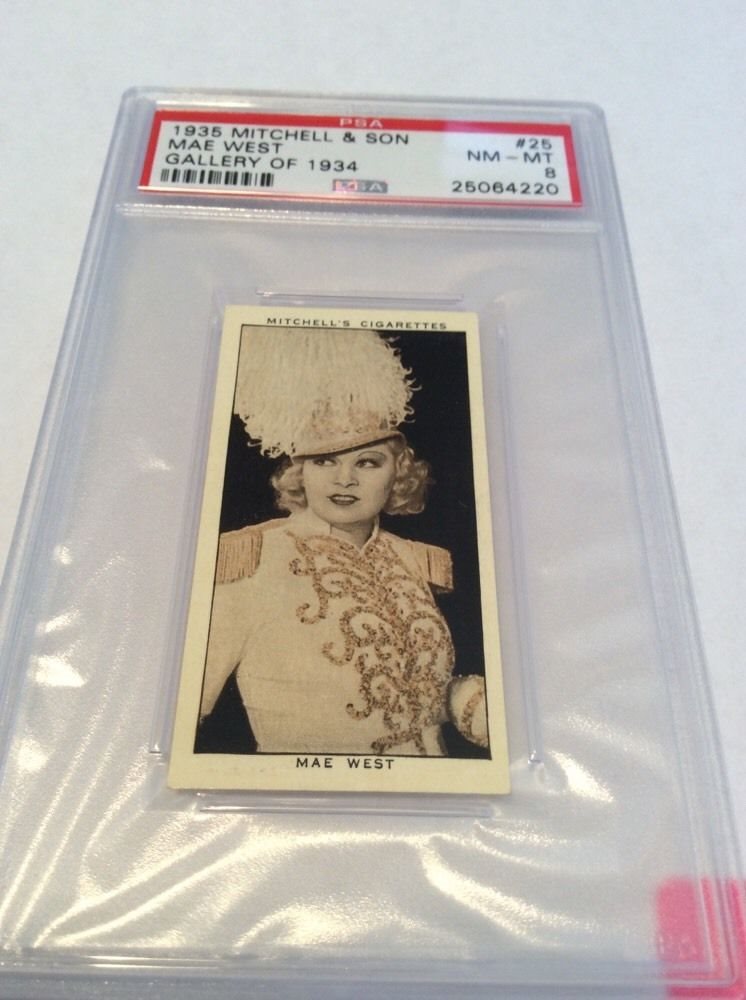 PSA
1935 MITCHELL & SON #25
MAE WEST NM - MT
GALLERY OF 1934 8
PSA 25064220
MITCHELL'S CIGARETTES
MAE WEST